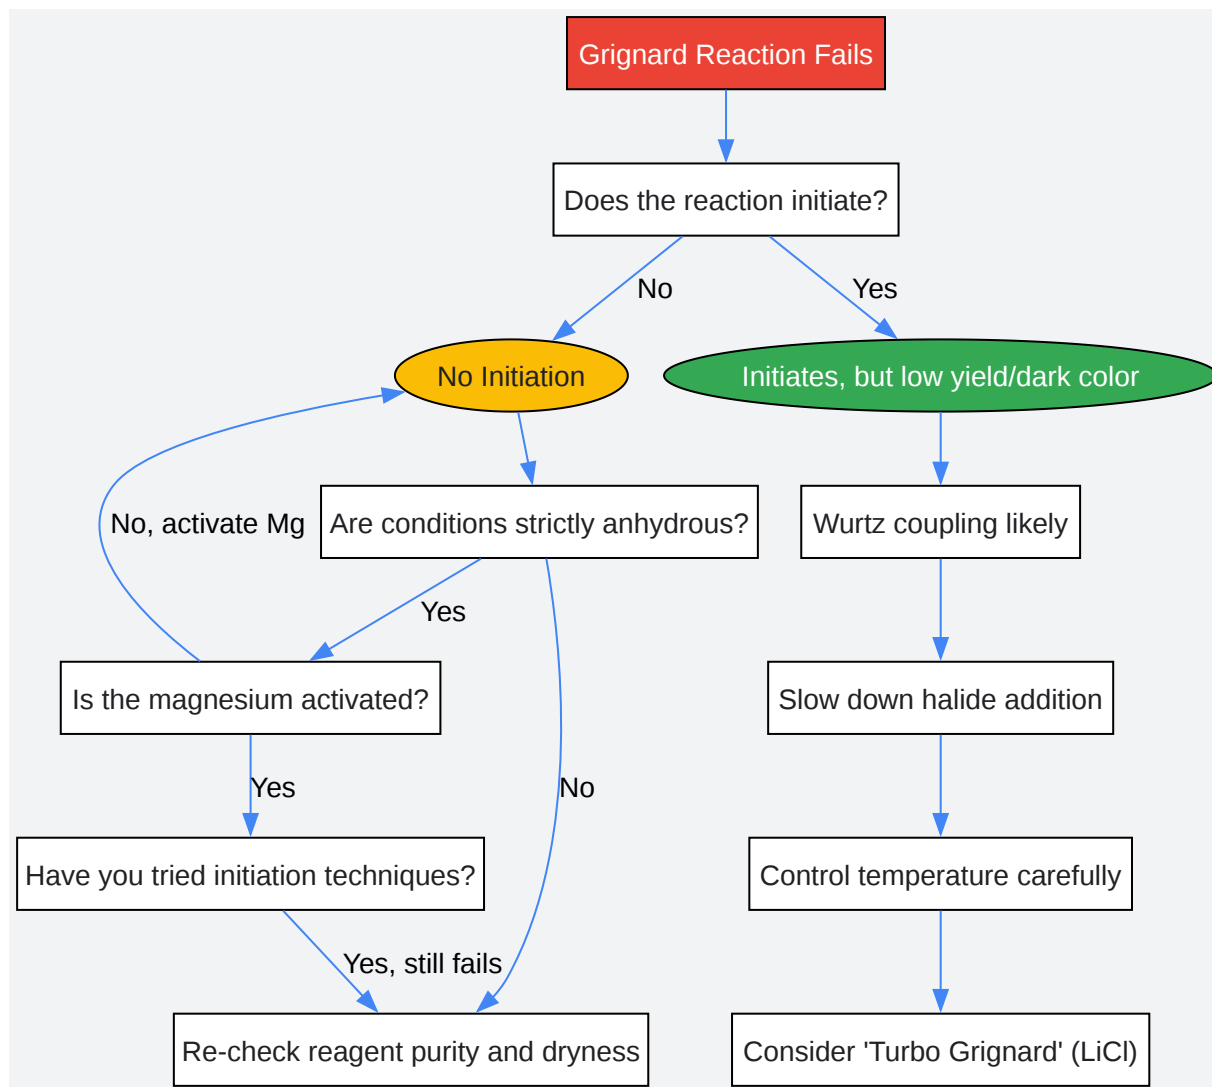 Grignard Reaction Fails
Does the reaction initiate?
No
Yes
No Initiation
Initiates, but low yield/dark color
No, activate Mg
Are conditions strictly anhydrous?
Wurtz coupling likely
Yes
Is the magnesium activated?
Slow down halide addition
Yes
No
Have you tried initiation techniques?
Control temperature carefully
Yes, still fails
Re-check reagent purity and dryness
Consider 'Turbo Grignard' (LiCl)